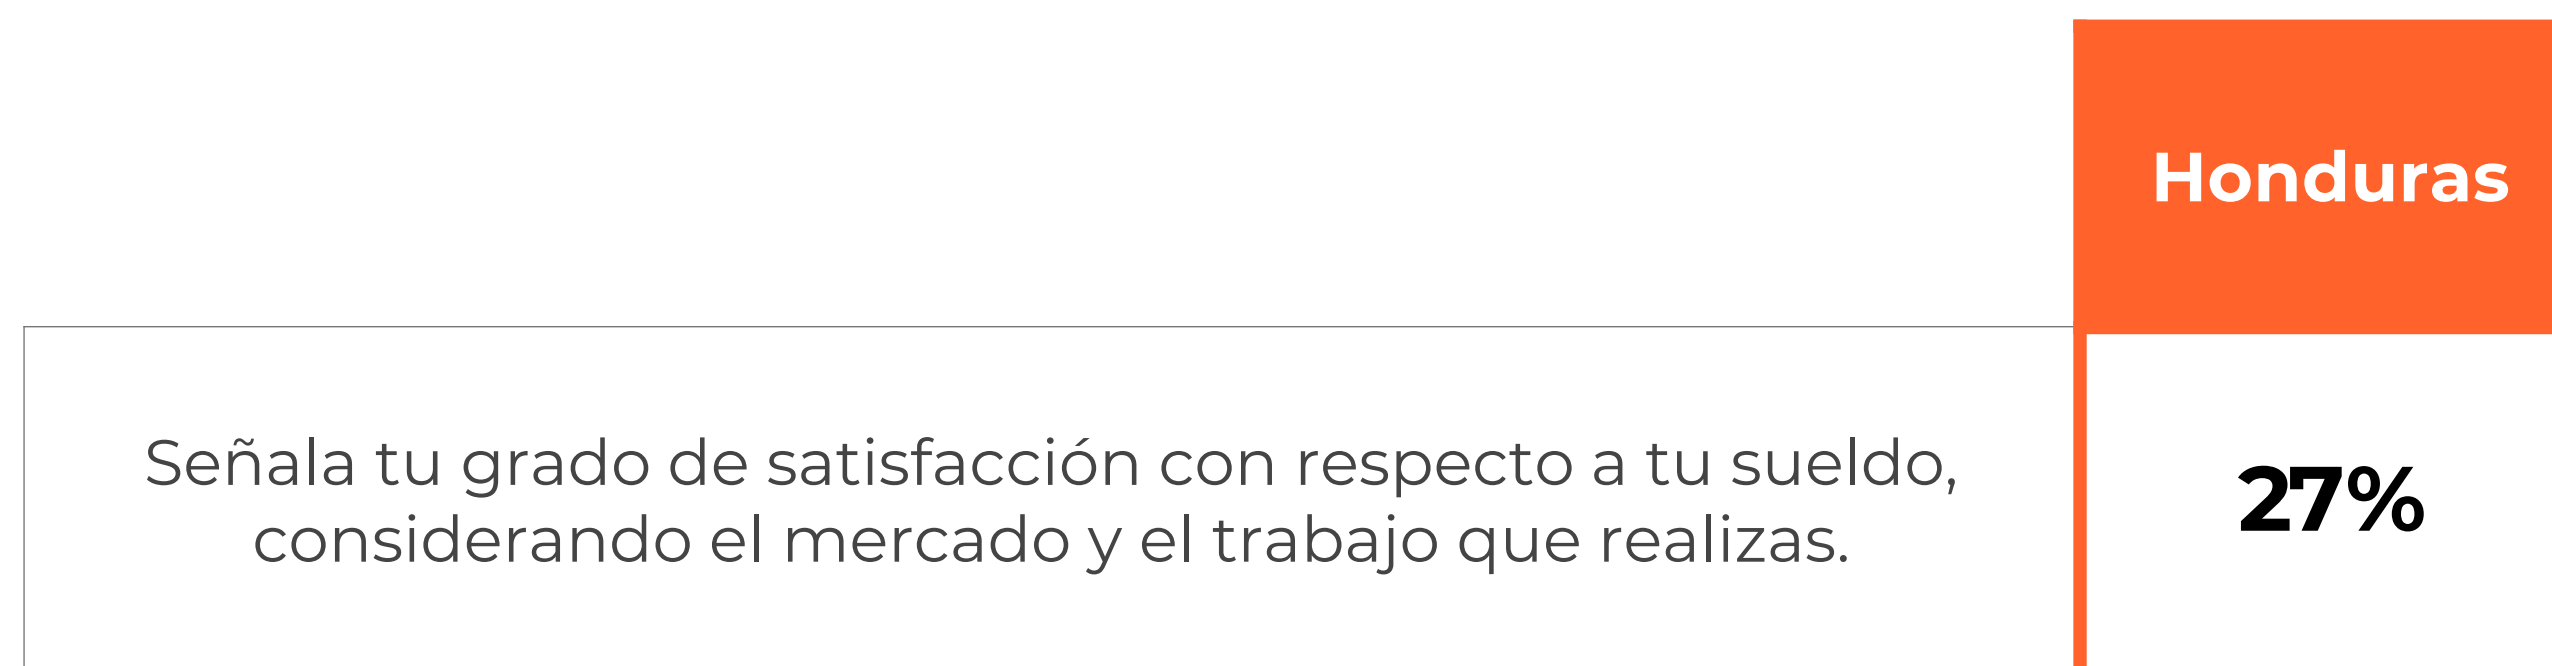 Honduras
Señala tu grado de satisfacción con respecto a tu sueldo,
considerando el mercado y el trabajo que realizas.
27%